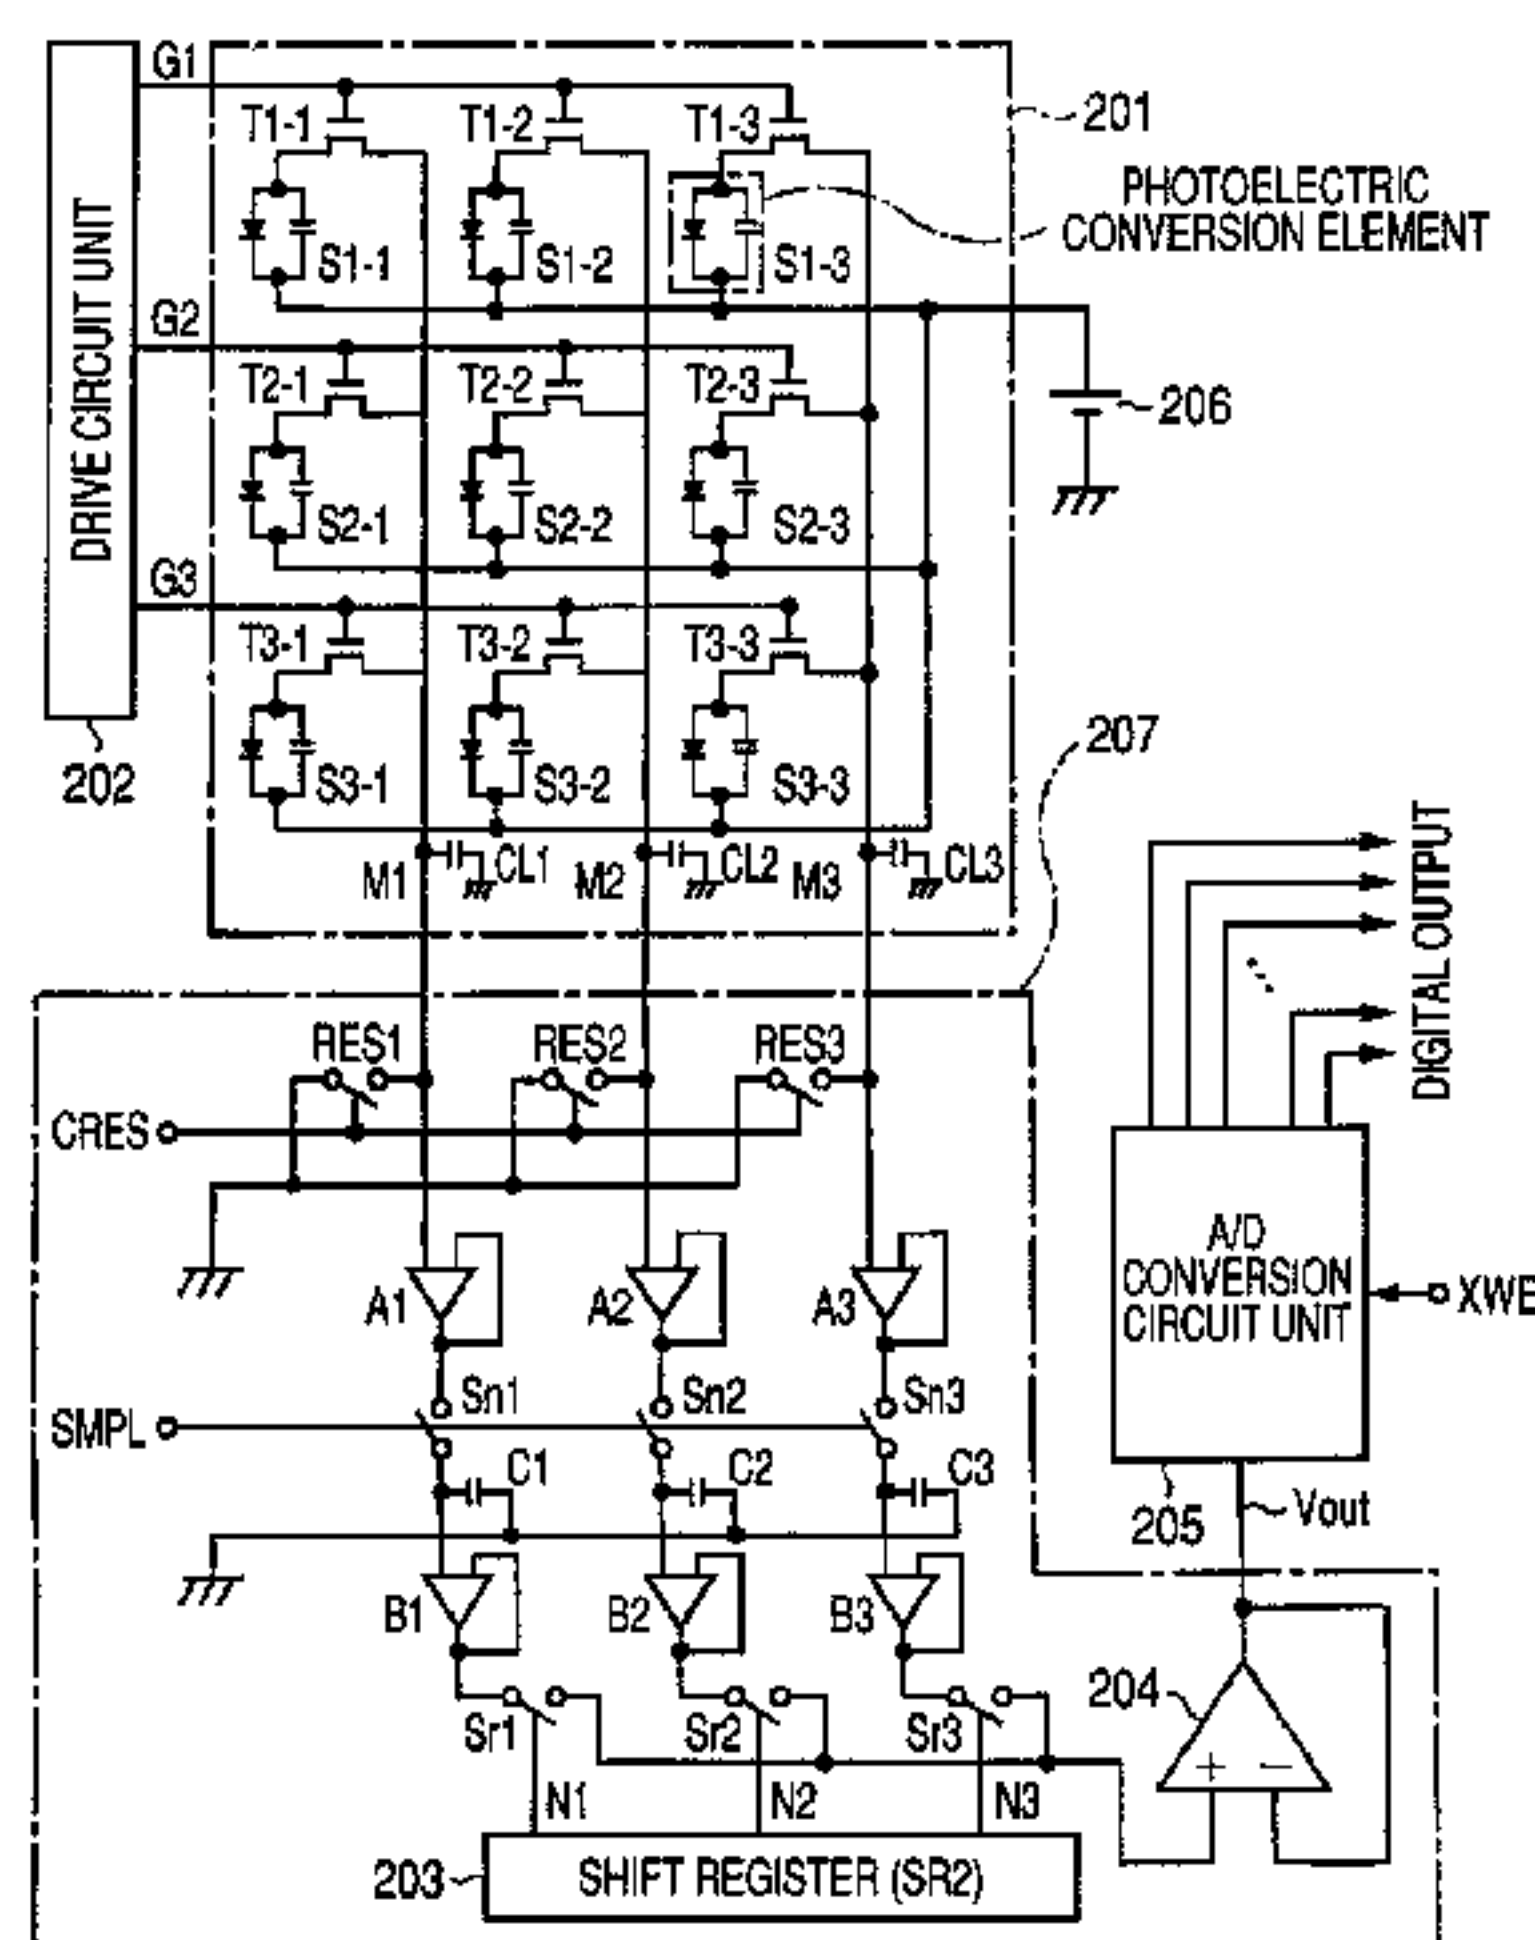 G1
T1-1
T1-2
T1-3
201
PHOTOELECTRIC
CONVERSION ELEMENT
S1-1
S1-2
S1-3
DRIVE CIRCUIT UNIT
G2
T2-1
T2-2
T2-3
206
S2-1
S2-2
S2-3
G3
T3-1
T3-2
T3-3
202
S3-1
S3-2
S3-3
207
M1
CL1
M2
CL2
M3
CL3
DIGITAL OUTPUT
RES1
RES2
RES3
CRES
A/D
CONVERSION
CIRCUIT UNIT
A1
A2
A3
Sn1
Sn2
Sn3
SMPL
C1
C2
C3
205
Vout
B1
B2
B3
204
Sr1
Sr2
Sr3
+
-
N1
N2
N3
203
SHIFT REGISTER (SR2)